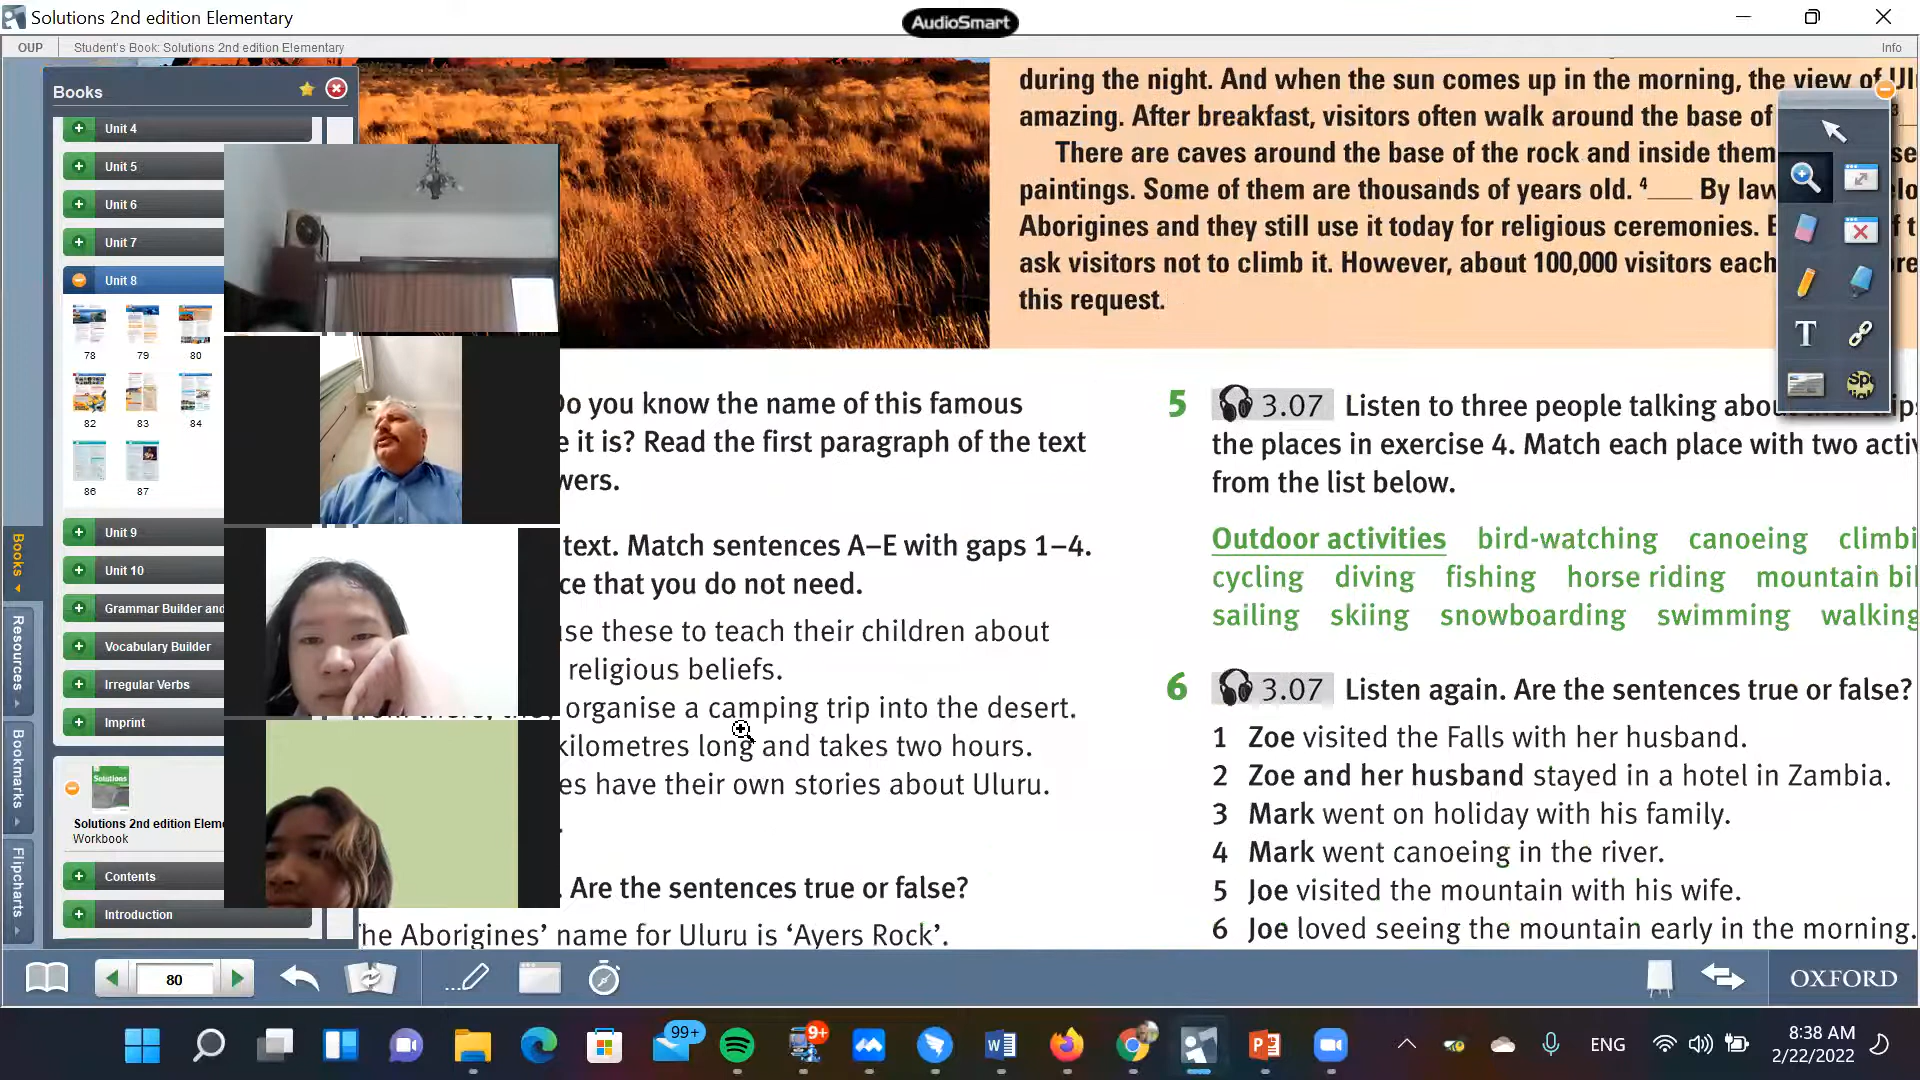 Solutions 2nd edition Elementary
AudioSmart
OUP
Student's Book: Solutions 2nd edition Elementary
Info
Books
Unit 4
Unit 5
Unit 6
Unit 7
Unit 8
78 79 80
82 83 84
86 87
Unit 9
Unit 10
Grammar Builder and
Vocabulary Builder
Irregular Verbs
Imprint
Solutions
Solutions 2nd edition Elem
Workbook
Contents
Introduction
Books
Resources
Bookmarks
Flipcharts
during the night. And when the sun comes up in the morning, the view of
amazing. After breakfast, visitors often walk around the base of 3
There are caves around the base of the rock and inside them
paintings. Some of them are thousands of years old. 4 ___ By law
Aborigines and they still use it today for religious ceremonies.
ask visitors not to climb it. However, about 100,000 visitors each
this request.
Do you know the name of this famous
e it is? Read the first paragraph of the text
wers.
text. Match sentences A–E with gaps 1–4.
ce that you do not need.
use these to teach their children about
religious beliefs.
organise a camping trip into the desert.
kilometres long and takes two hours.
es have their own stories about Uluru.
. Are the sentences true or false?
The Aborigines' name for Uluru is 'Ayers Rock'.
5 3.07 Listen to three people talking about
the places in exercise 4. Match each place with two acti
from the list below.
Outdoor activities bird-watching canoeing climbi
cycling diving fishing horse riding mountain bi
sailing skiing snowboarding swimming walking
6 3.07 Listen again. Are the sentences true or false?
1 Zoe visited the Falls with her husband.
2 Zoe and her husband stayed in a hotel in Zambia.
3 Mark went on holiday with his family.
4 Mark went canoeing in the river.
5 Joe visited the mountain with his wife.
6 Joe loved seeing the mountain early in the morning.
T
80
OXFORD
99+
9+
ENG
8:38 AM
2/22/2022